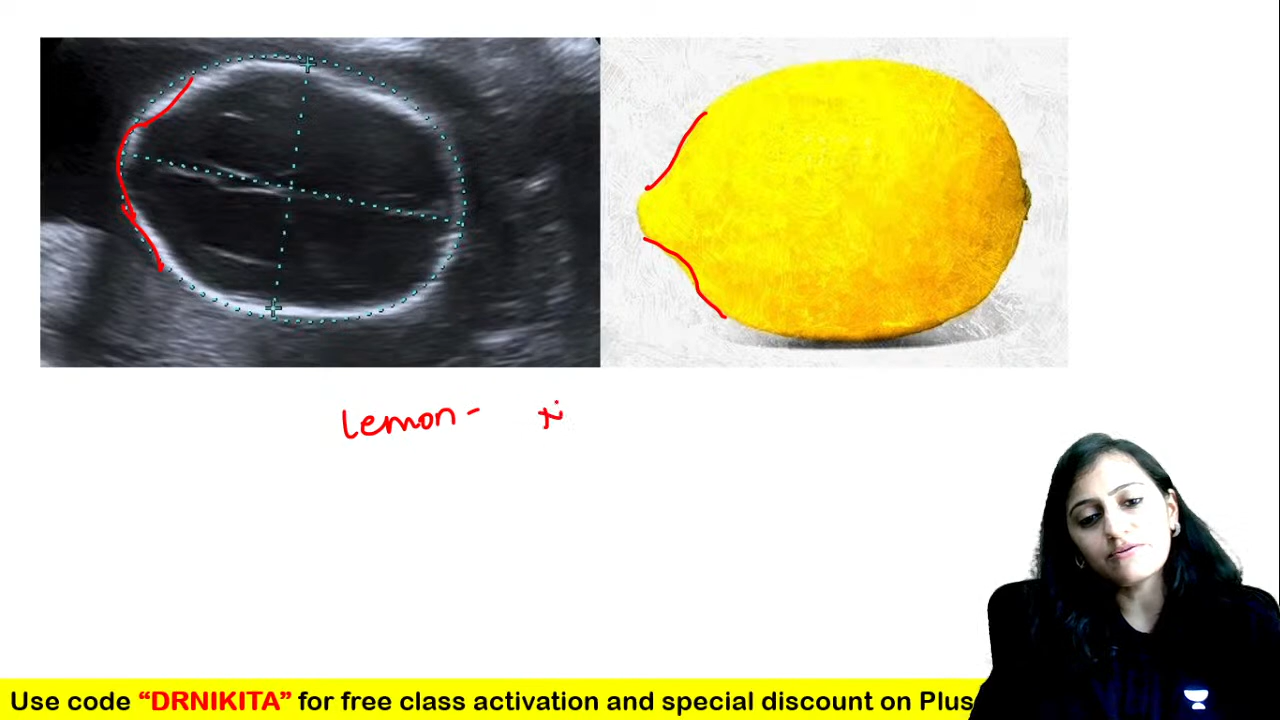 Lemon -
Use code “DRNIKITA” for free class activation and special discount on Plus